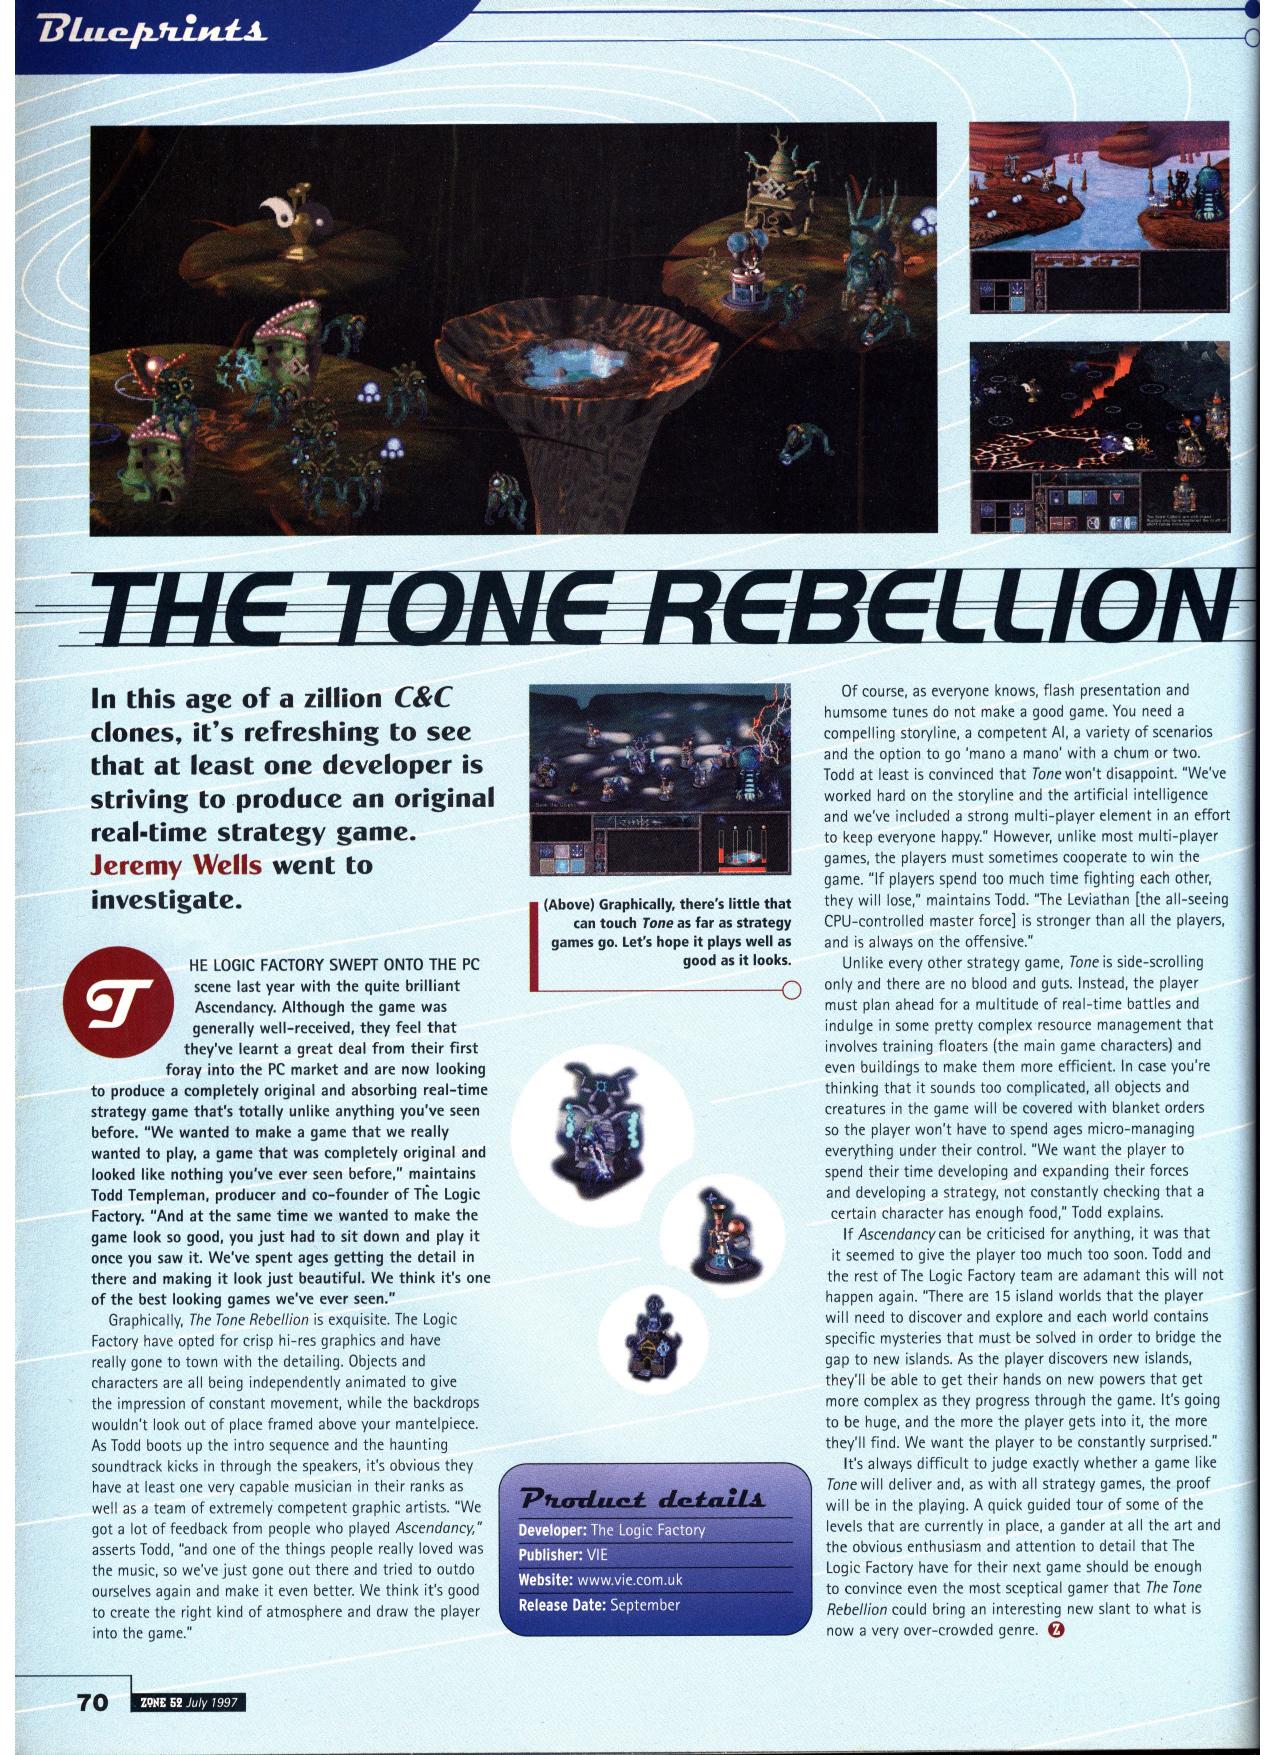 Blueprints
THE TONE REBELLION
In this age of a zillion C&C
clones, it's refreshing to see
that at least one developer is
striving to produce an original
real-time strategy game.
Jeremy Wells went to
investigate.
THE LOGIC FACTORY SWEPT ONTO THE PC
scene last year with the quite brilliant
Ascendancy. Although the game was
generally well-received, they feel that
they've learnt a great deal from their first
foray into the PC market and are now looking
to produce a completely original and absorbing real-time
strategy game that's totally unlike anything you've seen
before. "We wanted to make a game that we really
wanted to play, a game that was completely original and
looked like nothing you've ever seen before," maintains
Todd Templeman, producer and co-founder of The Logic
Factory. "And at the same time we wanted to make the
game look so good, you just had to sit down and play it
once you saw it. We've spent ages getting the detail in
there and making it look just beautiful. We think it's one
of the best looking games we've ever seen."
Graphically, The Tone Rebellion is exquisite. The Logic
Factory have opted for crisp hi-res graphics and have
really gone to town with the detailing. Objects and
characters are all being independently animated to give
the impression of constant movement, while the backdrops
wouldn't look out of place framed above your mantelpiece.
As Todd boots up the intro sequence and the haunting
soundtrack kicks in through the speakers, it's obvious they
have at least one very capable musician in their ranks as
well as a team of extremely competent graphic artists. "We
got a lot of feedback from people who played Ascendancy,"
asserts Todd, "and one of the things people really loved was
the music, so we've just gone out there and tried to outdo
ourselves again and make it even better. We think it's good
to create the right kind of atmosphere and draw the player
into the game."
(Above) Graphically, there's little that
can touch Tone as far as strategy
games go. Let's hope it plays well as
good as it looks.
Product details
Developer: The Logic Factory
Publisher: VIE
Website: www.vie.com.uk
Release Date: September
Of course, as everyone knows, flash presentation and
humsome tunes do not make a good game. You need a
compelling storyline, a competent AI, a variety of scenarios
and the option to go 'mano a mano' with a chum or two.
Todd at least is convinced that Tone won't disappoint. "We've
worked hard on the storyline and the artificial intelligence
and we've included a strong multi-player element in an effort
to keep everyone happy." However, unlike most multi-player
games, the players must sometimes cooperate to win the
game. "If players spend too much time fighting each other,
they will lose," maintains Todd. "The Leviathan [the all-seeing
CPU-controlled master force] is stronger than all the players,
and is always on the offensive."
Unlike every other strategy game, Tone is side-scrolling
only and there are no blood and guts. Instead, the player
must plan ahead for a multitude of real-time battles and
indulge in some pretty complex resource management that
involves training floaters (the main game characters) and
even buildings to make them more efficient. In case you're
thinking that it sounds too complicated, all objects and
creatures in the game will be covered with blanket orders
so the player won't have to spend ages micro-managing
everything under their control. "We want the player to
spend their time developing and expanding their forces
and developing a strategy, not constantly checking that a
certain character has enough food," Todd explains.
If Ascendancy can be criticised for anything, it was that
it seemed to give the player too much too soon. Todd and
the rest of The Logic Factory team are adamant this will not
happen again. "There are 15 island worlds that the player
will need to discover and explore and each world contains
specific mysteries that must be solved in order to bridge the
gap to new islands. As the player discovers new islands,
they'll be able to get their hands on new powers that get
more complex as they progress through the game. It's going
to be huge, and the more the player gets into it, the more
they'll find. We want the player to be constantly surprised."
It's always difficult to judge exactly whether a game like
Tone will deliver and, as with all strategy games, the proof
will be in the playing. A quick guided tour of some of the
levels that are currently in place, a gander at all the art and
the obvious enthusiasm and attention to detail that The
Logic Factory have for their next game should be enough
to convince even the most sceptical gamer that The Tone
Rebellion could bring an interesting new slant to what is
now a very over-crowded genre. Z
70 ZONE 52 July 1997